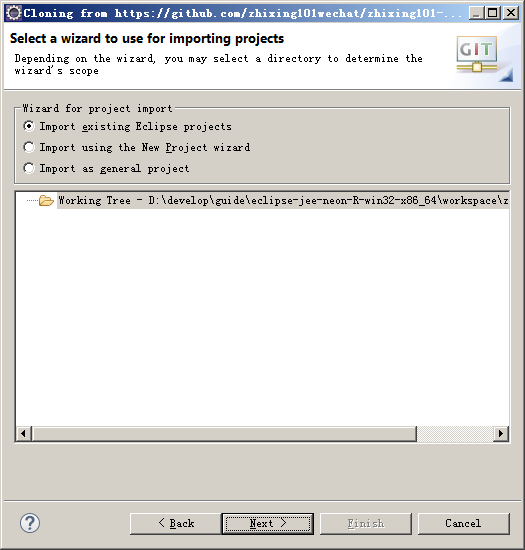 Cloning from https://github.com/zhixing101wechat/zhixing101-...
Select a wizard to use for importing projects
Depending on the wizard, you may select a directory to determine the
wizard's scope
GIT
Wizard for project import
Import existing Eclipse projects
Import using the New Project wizard
Import as general project
Working Tree - D:\develop\guide\eclipse-jee-neon-R-win32-x86_64\workspace\z
?
< Back
Next >
Finish
Cancel